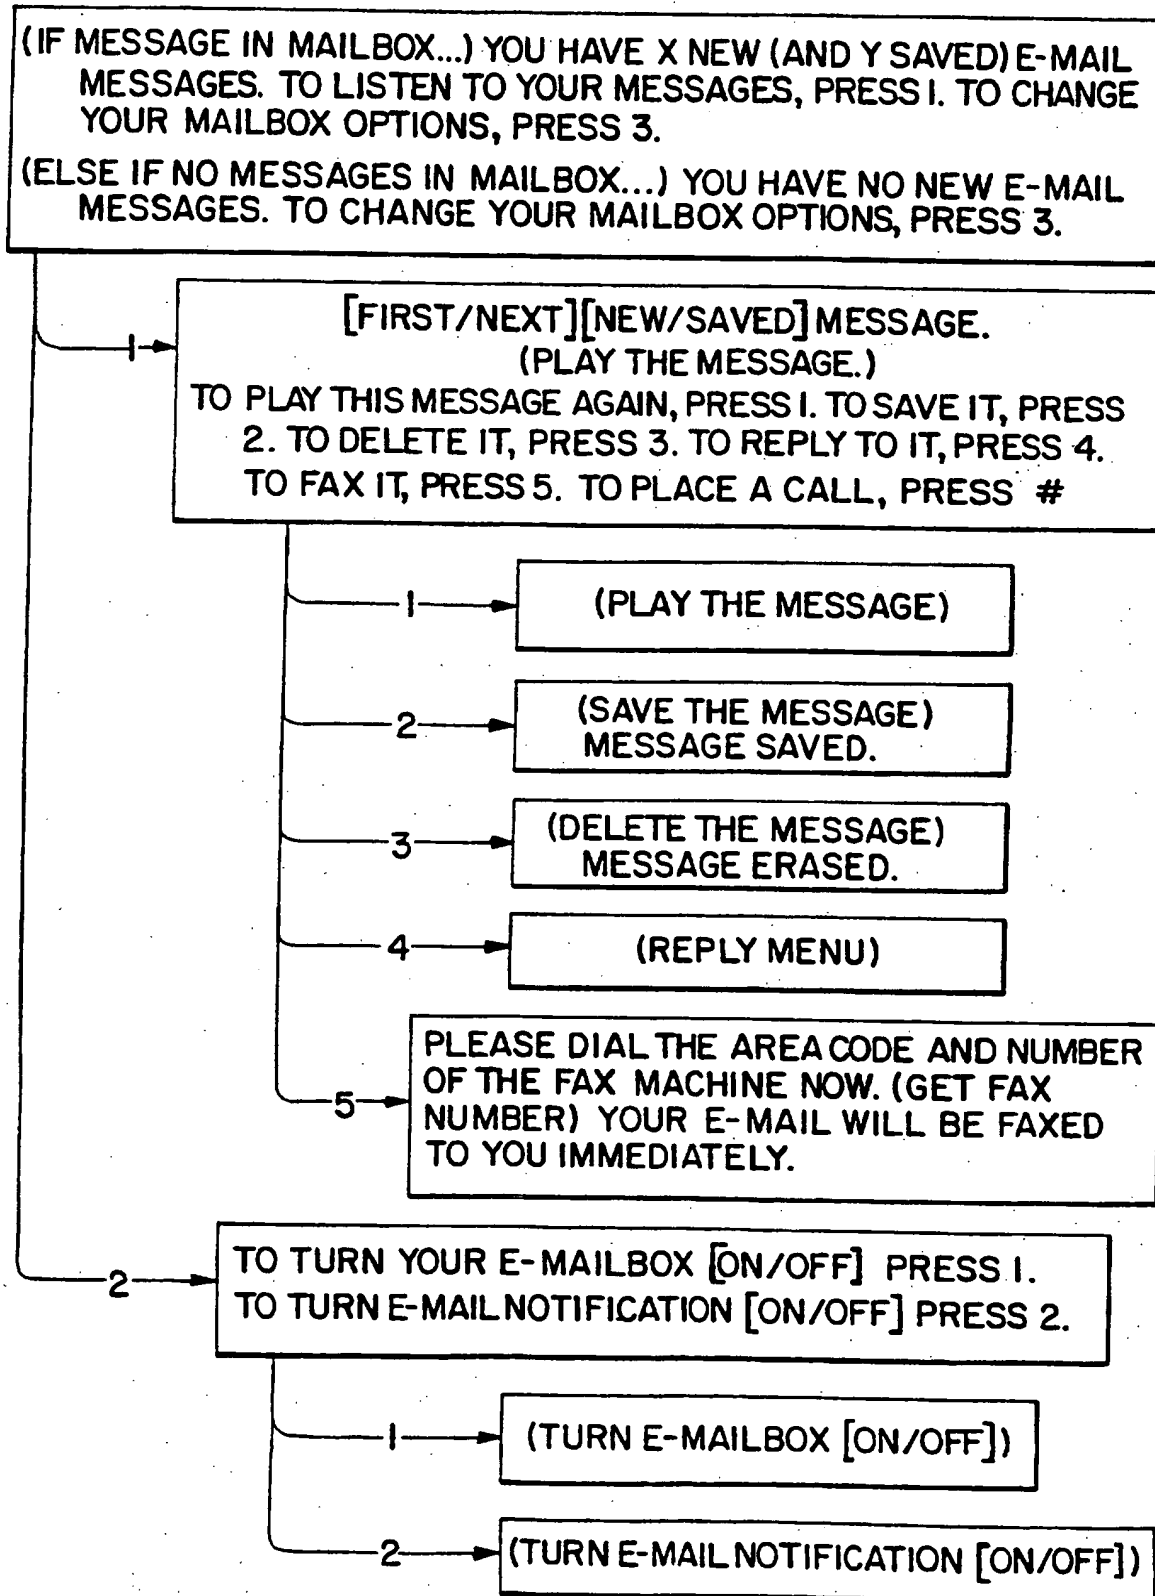 (IF MESSAGE IN MAILBOX...) YOU HAVE X NEW (AND Y SAVED) E-MAIL
MESSAGES. TO LISTEN TO YOUR MESSAGES, PRESS 1. TO CHANGE
YOUR MAILBOX OPTIONS, PRESS 3.
(ELSE IF NO MESSAGES IN MAILBOX...) YOU HAVE NO NEW E-MAIL
MESSAGES. TO CHANGE YOUR MAILBOX OPTIONS, PRESS 3.
1
[FIRST/NEXT][NEW/SAVED] MESSAGE.
(PLAY THE MESSAGE.)
TO PLAY THIS MESSAGE AGAIN, PRESS 1. TO SAVE IT, PRESS
2. TO DELETE IT, PRESS 3. TO REPLY TO IT, PRESS 4.
TO FAX IT, PRESS 5. TO PLACE A CALL, PRESS #
1
(PLAY THE MESSAGE)
2
(SAVE THE MESSAGE)
MESSAGE SAVED.
3
(DELETE THE MESSAGE)
MESSAGE ERASED.
4
(REPLY MENU)
5
PLEASE DIAL THE AREA CODE AND NUMBER
OF THE FAX MACHINE NOW. (GET FAX
NUMBER) YOUR E-MAIL WILL BE FAXED
TO YOU IMMEDIATELY.
2
TO TURN YOUR E-MAILBOX [ON/OFF] PRESS 1.
TO TURN E-MAIL NOTIFICATION [ON/OFF] PRESS 2.
1
(TURN E-MAILBOX [ON/OFF])
2
(TURN E-MAIL NOTIFICATION [ON/OFF])